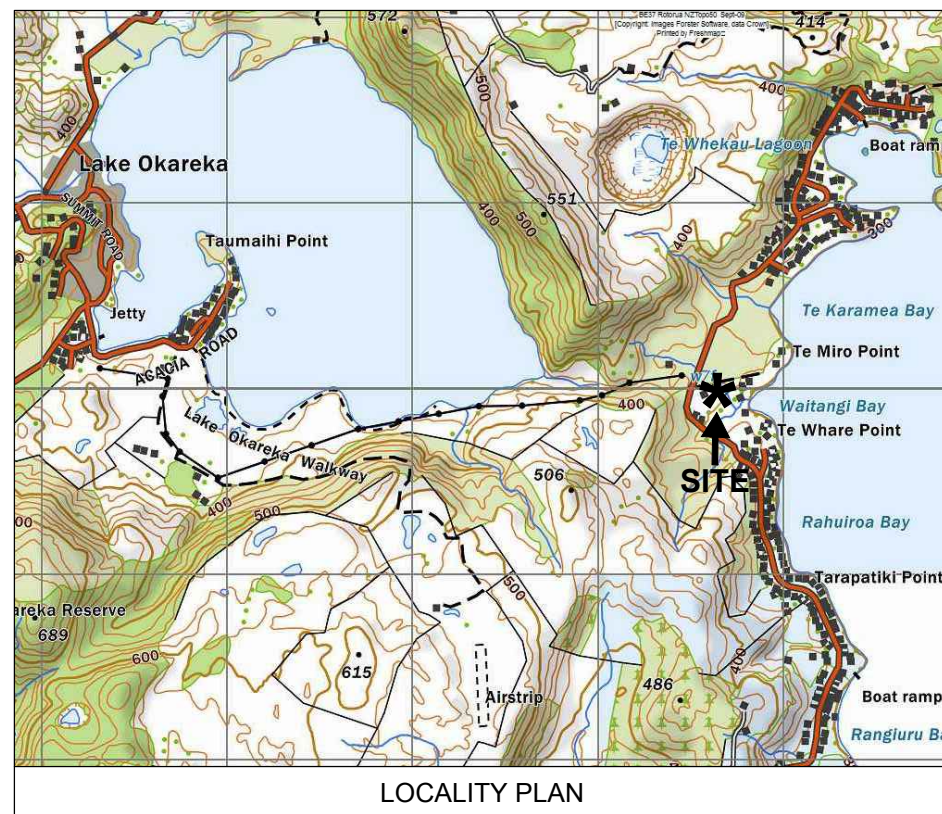 BE37 Rotorua NZTopo50 Sept-09
[Copyright: Images Forster Software, data Crown]
572
414
500
400
400
Lake Okareka
Te Whekau Lagoon
Boat ram
551
SUMMIT ROAD
400
500
400
300
Taumaihi Point
Jetty
Te Karamea Bay
ACACIA ROAD
Te Miro Point
400
Waitangi Bay
Te Whare Point
Lake Okareka Walkway
SITE
506
400
500
00
Rahuiroa Bay
Tarapatiki Point
500
areka Reserve
689
600
615
400
486
Airstrip
Boat ramp
Rangiuru Ba
LOCALITY PLAN